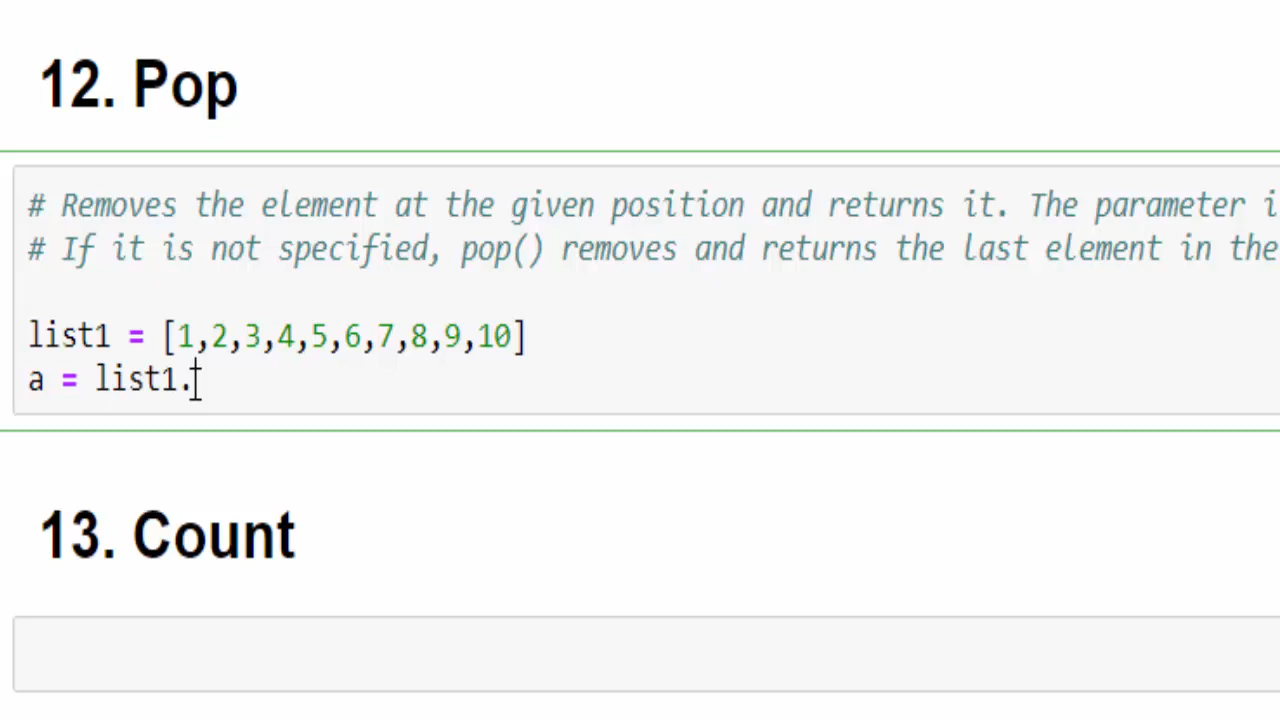 12. Pop
# Removes the element at the given position and returns it. The parameter i
# If it is not specified, pop() removes and returns the last element in the
list1 = [1,2,3,4,5,6,7,8,9,10]
a = list1.
13. Count